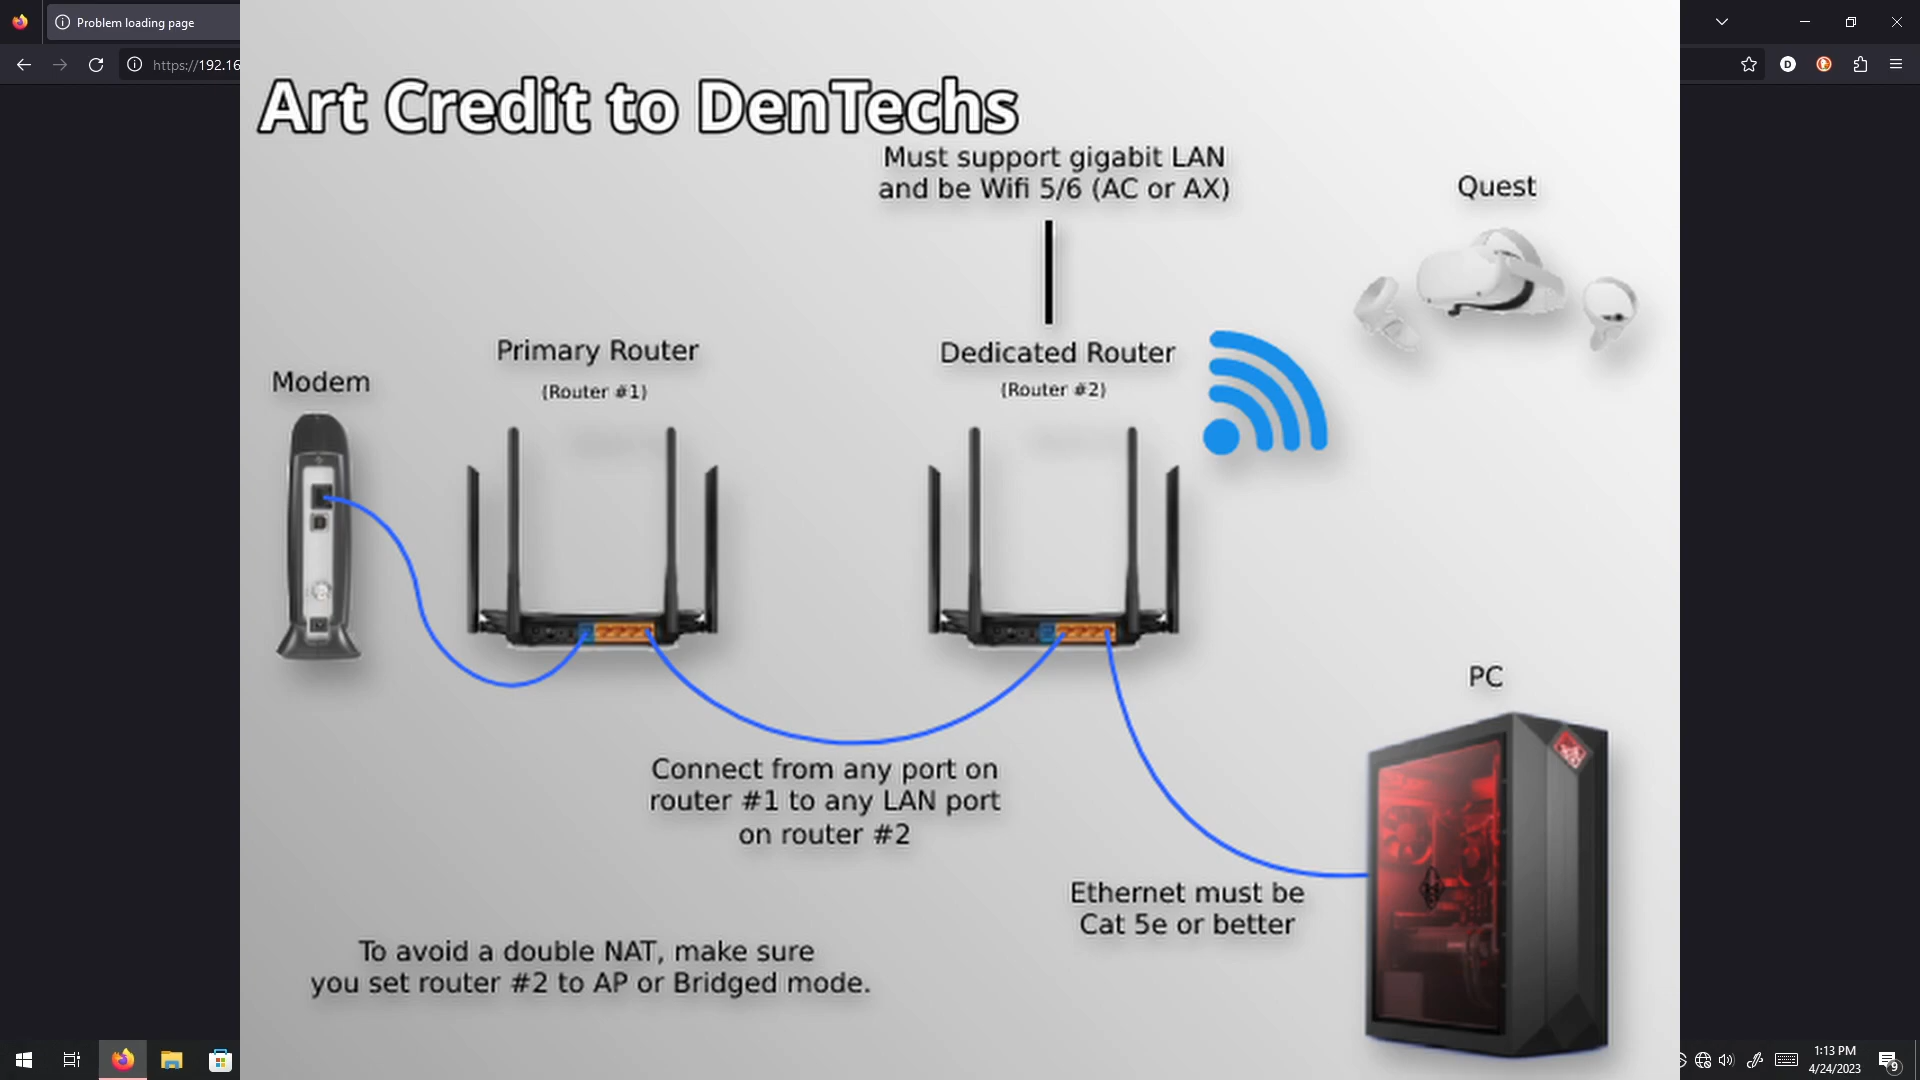 Problem loading page
https://192.16
Art Credit to DenTechs
Must support gigabit LAN
and be Wifi 5/6 (AC or AX)
Quest
Primary Router
(Router #1)
Dedicated Router
(Router #2)
Modem
PC
Connect from any port on
router #1 to any LAN port
on router #2
Ethernet must be
Cat 5e or better
To avoid a double NAT, make sure
you set router #2 to AP or Bridged mode.
D
1:13 PM
4/24/2023
9